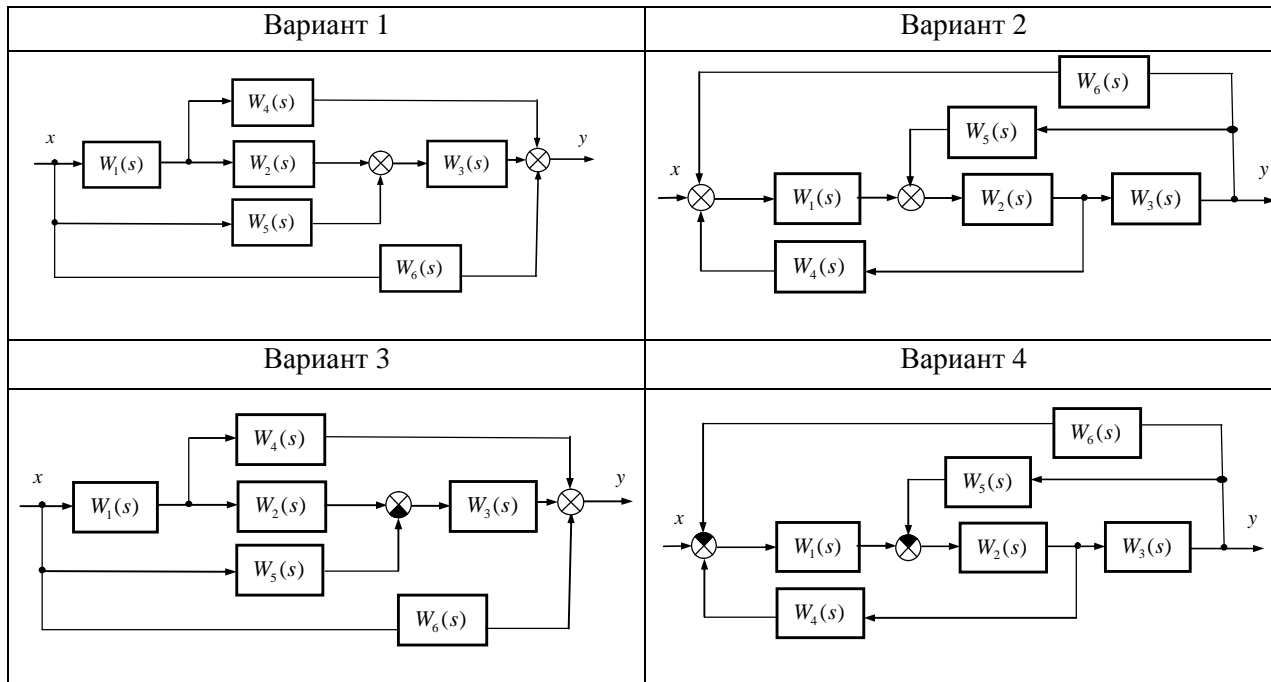 Вариант 1
Вариант 2
W₄(s)
x
y
W₁(s)
W₂(s)
W₃(s)
W₅(s)
W₆(s)
W₆(s)
W₅(s)
x
y
W₁(s)
W₂(s)
W₃(s)
W₄(s)
Вариант 3
Вариант 4
W₄(s)
x
y
W₁(s)
W₂(s)
W₃(s)
W₅(s)
W₆(s)
W₆(s)
W₅(s)
x
y
W₁(s)
W₂(s)
W₃(s)
W₄(s)